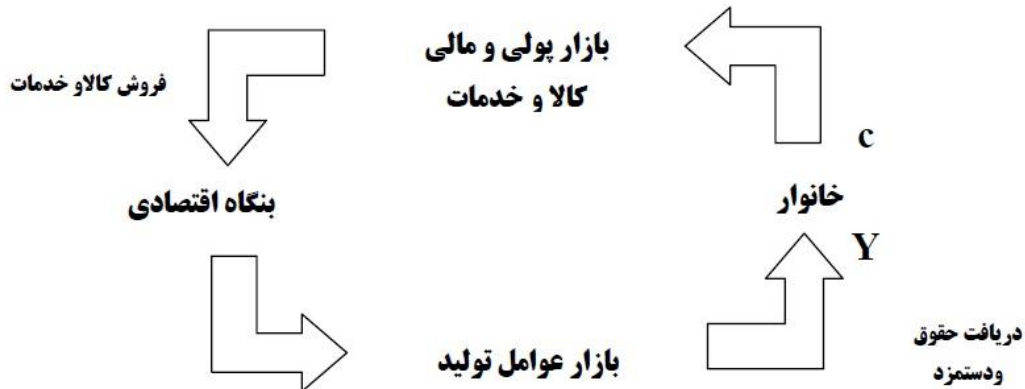 بازار پولی و مالی
کالا و خدمات
فروش کالاو خدمات
c
خانوار
بنگاه اقتصادی
Y
بازار عوامل تولید
دریافت حقوق
ودستمزد